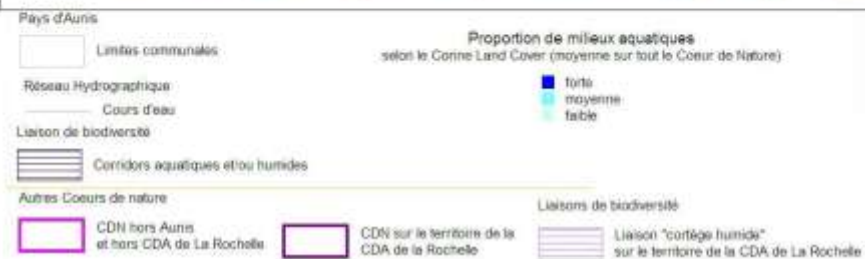 Pays d'Aunis
Limites communales
Réseau Hydrographique
Cours d'eau
Liaison de biodiversité
Corridors aquatiques et/ou humides
Proportion de milieux aquatiques
selon le Corine Land Cover (moyenne sur tout le Coeur de Nature)
forte
moyenne
faible
Autres Coeurs de nature
CDN hors Aunis
et hors CDA de La Rochelle
CDN sur le territoire de la
CDA de la Rochelle
Liaisons de biodiversité
Liaison "cortège humide"
sur le territoire de la CDA de La Rochelle